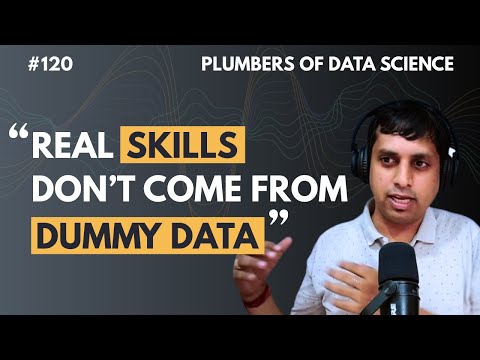 #120
PLUMBERS OF DATA SCIENCE
“REAL SKILLS
DON’T COME FROM
DUMMY DATA”